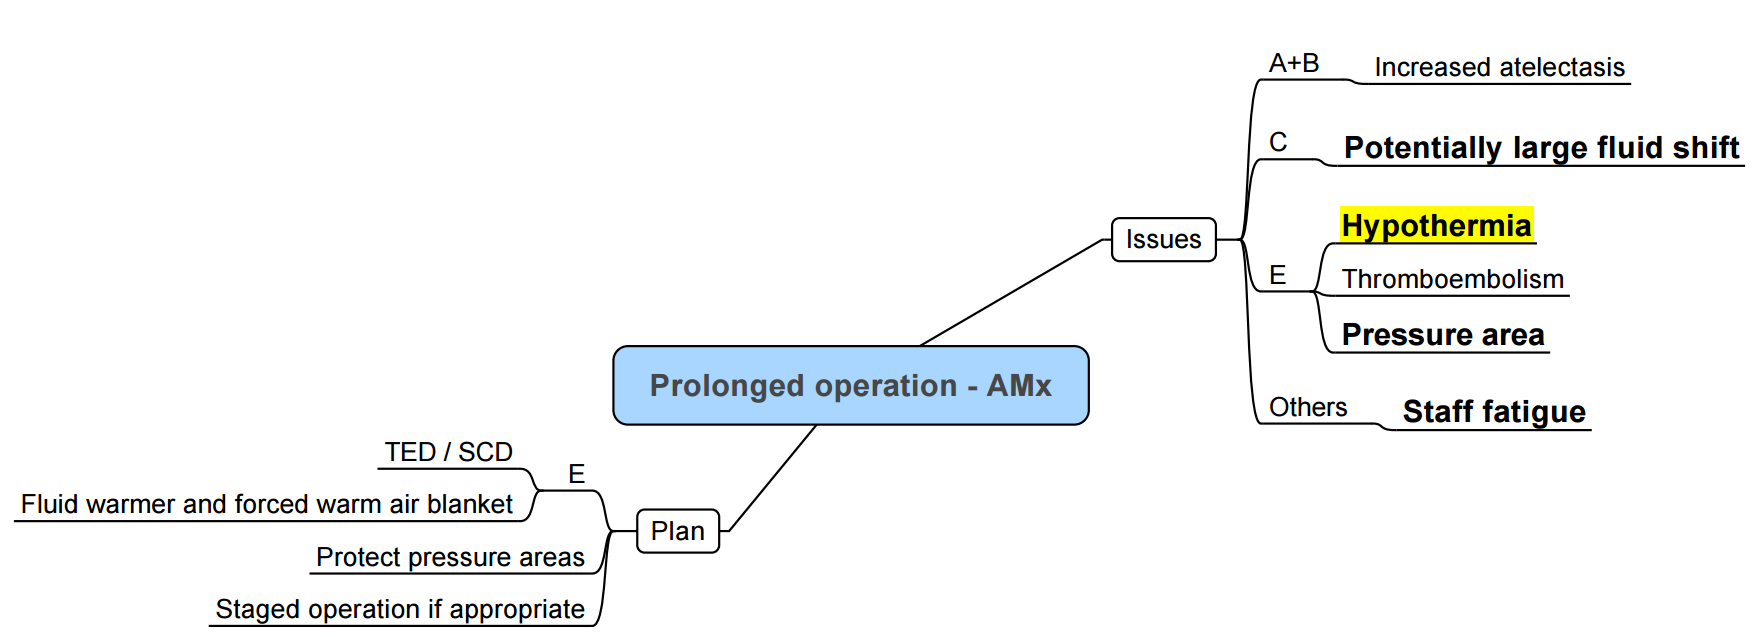 A+B
Increased atelectasis
C
Potentially large fluid shift
Issues
Hypothermia
E
Thromboembolism
Pressure area
Others
Staff fatigue
Prolonged operation - AMx
TED / SCD
E
Fluid warmer and forced warm air blanket
Plan
Protect pressure areas
Staged operation if appropriate